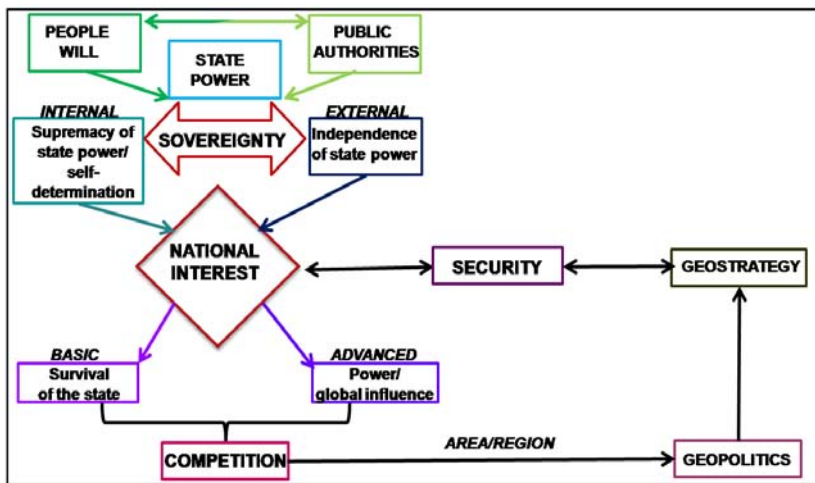 PEOPLE
WILL
PUBLIC
AUTHORITIES
STATE
POWER
INTERNAL
Supremacy of
state power/
self-
determination
SOVEREIGNTY
EXTERNAL
Independence
of state power
NATIONAL
INTEREST
SECURITY
GEOSTRATEGY
BASIC
Survival
of the state
ADVANCED
Power/
global influence
COMPETITION
AREA/REGION
GEOPOLITICS